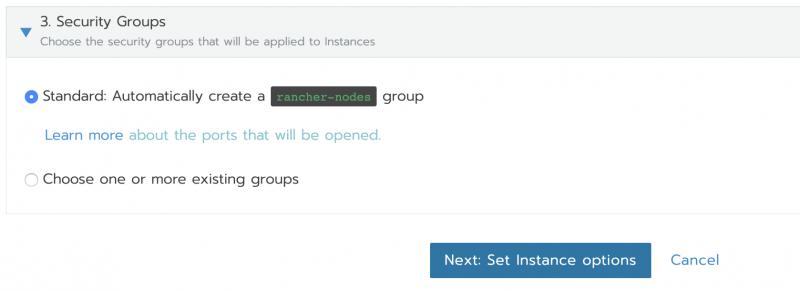 3. Security Groups
Choose the security groups that will be applied to Instances
Standard: Automatically create a rancher-nodes group
Learn more about the ports that will be opened.
Choose one or more existing groups
Next: Set Instance options Cancel